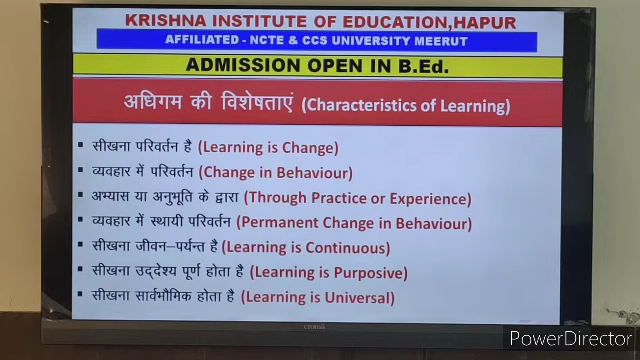 KRISHNA INSTITUTE OF EDUCATION,HAPUR
AFFILIATED - NCTE & CCS UNIVERSITY MEERUT
ADMISSION OPEN IN B.Ed.
अधिगम की विशेषताएं (Characteristics of Learning)
▪ सीखना परिवर्तन है (Learning is Change)
▪ व्यवहार में परिवर्तन (Change in Behaviour)
▪ अभ्यास या अनुभूति के द्वारा (Through Practice or Experience)
▪ व्यवहार में स्थायी परिवर्तन (Permanent Change in Behaviour)
▪ सीखना जीवन–पर्यन्त है (Learning is Continuous)
▪ सीखना उद्देश्य पूर्ण होता है (Learning is Purposive)
▪ सीखना सार्वभौमिक होता है (Learning is Universal)
croma
PowerDirector